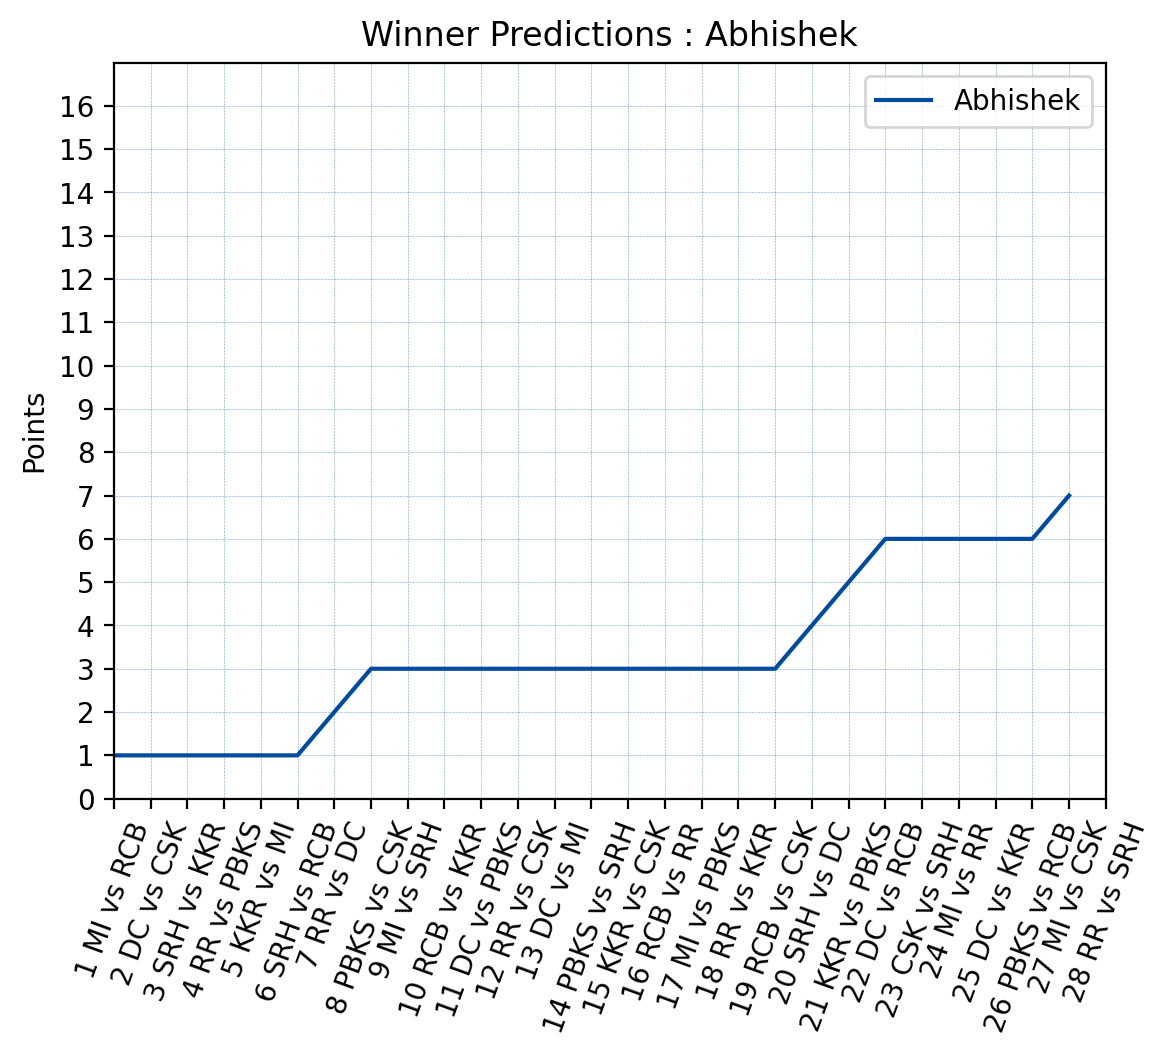 Winner Predictions : Abhishek
Abhishek
16
15
14
13
12
11
10
9
8
7
6
5
4
3
2
1
0
Points
1 MI vs RCB
2 DC vs CSK
3 SRH vs KKR
4 RR vs PBKS
5 KKR vs MI
6 SRH vs RCB
7 RR vs DC
8 PBKS vs CSK
9 MI vs SRH
10 RCB vs KKR
11 DC vs PBKS
12 RR vs CSK
13 DC vs MI
14 PBKS vs SRH
15 KKR vs CSK
16 RCB vs RR
17 MI vs PBKS
18 RR vs KKR
19 RCB vs CSK
20 SRH vs DC
21 KKR vs PBKS
22 DC vs RCB
23 CSK vs SRH
24 MI vs RR
25 DC vs KKR
26 PBKS vs RCB
27 MI vs CSK
28 RR vs SRH